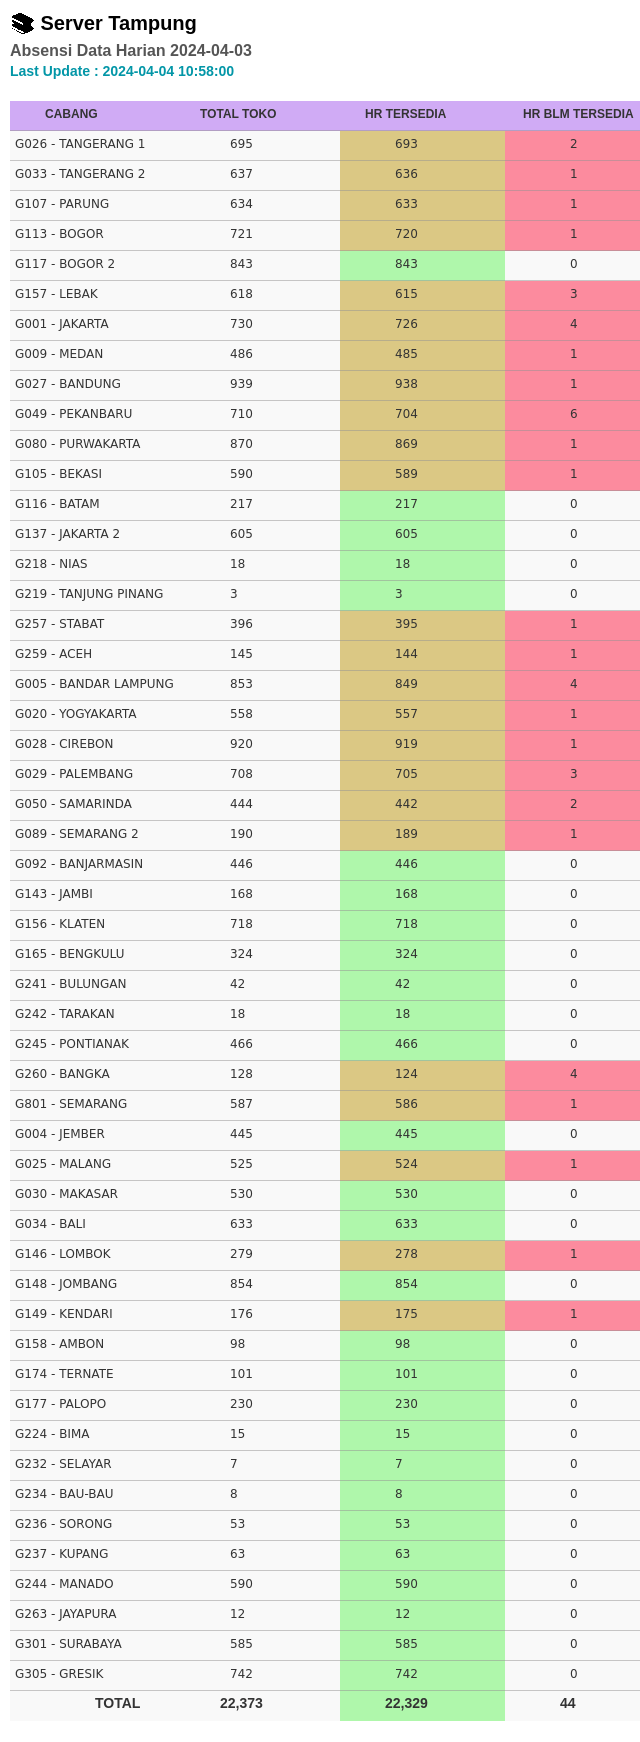 Server Tampung
Absensi Data Harian 2024-04-03
Last Update : 2024-04-04 10:58:00
CABANG TOTAL TOKO HR TERSEDIA HR BLM TERSEDIA
G026 - TANGERANG 1 695 693 2
G033 - TANGERANG 2 637 636 1
G107 - PARUNG 634 633 1
G113 - BOGOR 721 720 1
G117 - BOGOR 2 843 843 0
G157 - LEBAK 618 615 3
G001 - JAKARTA 730 726 4
G009 - MEDAN 486 485 1
G027 - BANDUNG 939 938 1
G049 - PEKANBARU 710 704 6
G080 - PURWAKARTA 870 869 1
G105 - BEKASI 590 589 1
G116 - BATAM 217 217 0
G137 - JAKARTA 2 605 605 0
G218 - NIAS 18 18 0
G219 - TANJUNG PINANG 3 3 0
G257 - STABAT 396 395 1
G259 - ACEH 145 144 1
G005 - BANDAR LAMPUNG 853 849 4
G020 - YOGYAKARTA 558 557 1
G028 - CIREBON 920 919 1
G029 - PALEMBANG 708 705 3
G050 - SAMARINDA 444 442 2
G089 - SEMARANG 2 190 189 1
G092 - BANJARMASIN 446 446 0
G143 - JAMBI 168 168 0
G156 - KLATEN 718 718 0
G165 - BENGKULU 324 324 0
G241 - BULUNGAN 42 42 0
G242 - TARAKAN 18 18 0
G245 - PONTIANAK 466 466 0
G260 - BANGKA 128 124 4
G801 - SEMARANG 587 586 1
G004 - JEMBER 445 445 0
G025 - MALANG 525 524 1
G030 - MAKASAR 530 530 0
G034 - BALI 633 633 0
G146 - LOMBOK 279 278 1
G148 - JOMBANG 854 854 0
G149 - KENDARI 176 175 1
G158 - AMBON 98 98 0
G174 - TERNATE 101 101 0
G177 - PALOPO 230 230 0
G224 - BIMA 15 15 0
G232 - SELAYAR 7 7 0
G234 - BAU-BAU 8 8 0
G236 - SORONG 53 53 0
G237 - KUPANG 63 63 0
G244 - MANADO 590 590 0
G263 - JAYAPURA 12 12 0
G301 - SURABAYA 585 585 0
G305 - GRESIK 742 742 0
TOTAL 22,373 22,329 44